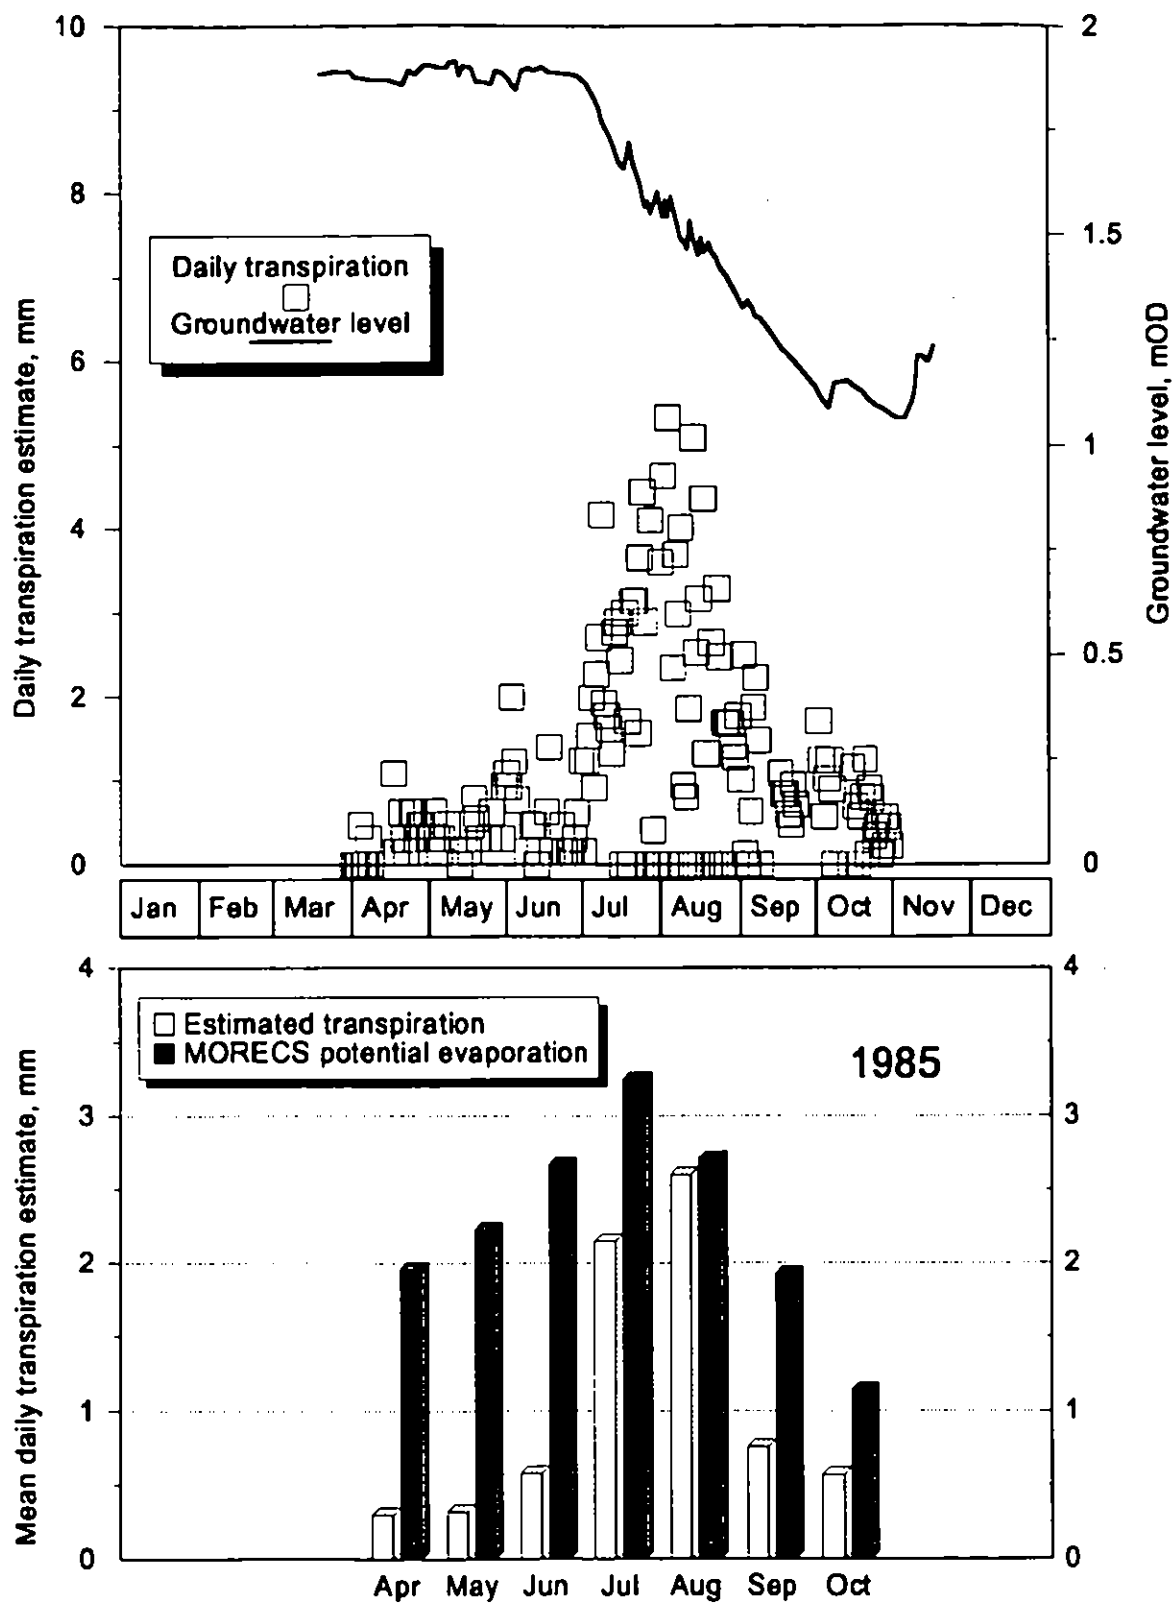 10
8
6
4
2
0
Daily transpiration estimate, mm
2
1.5
1
0.5
0
Groundwater level, mOD
Daily transpiration
Groundwater level
Jan Feb Mar Apr May Jun Jul Aug Sep Oct Nov Dec
4
3
2
1
0
Mean daily transpiration estimate, mm
4
3
2
1
0
Estimated transpiration
MORECS potential evaporation
1985
Apr May Jun Jul Aug Sep Oct